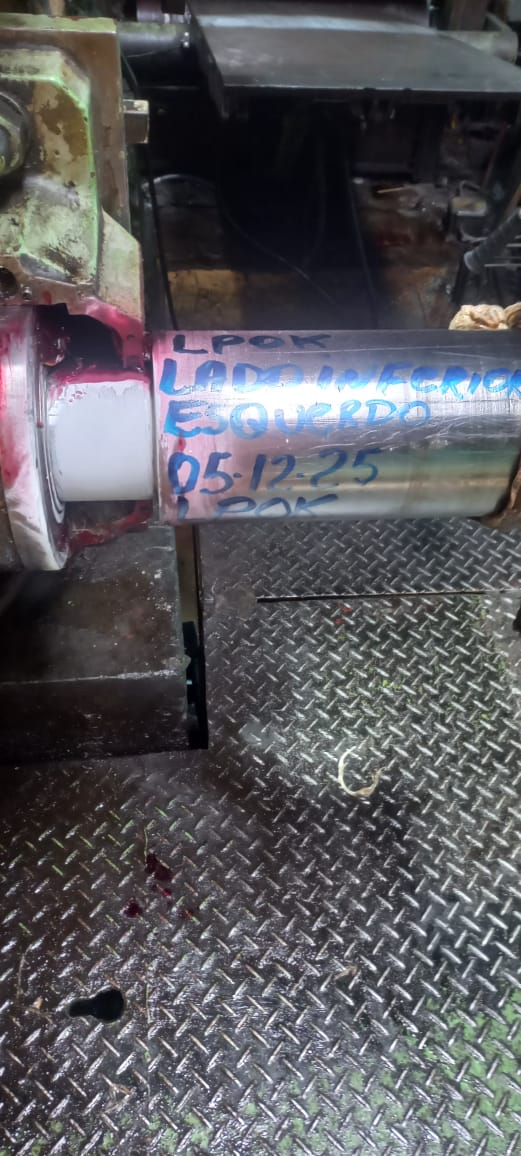 LPOK
LADO INFERIOR
ESQUERDO
05-12-25
LPOK